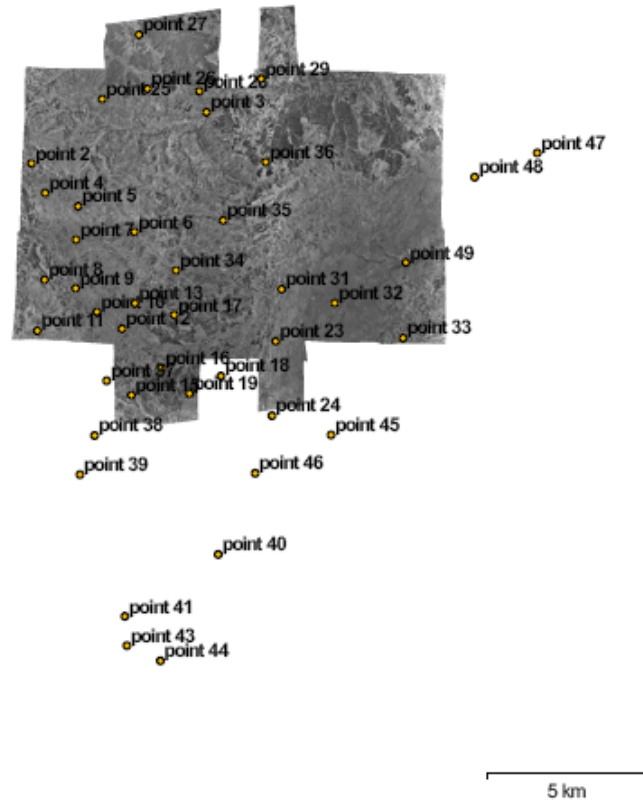 point 27
point 29
point 26
point 28
point 25
point 3
point 47
point 2
point 36
point 48
point 4
point 5
point 35
point 6
point 7
point 49
point 34
point 8
point 9
point 31
point 13
point 32
point 10
point 17
point 11
point 12
point 33
point 23
point 16
point 18
point 37
point 15
point 19
point 24
point 38
point 45
point 39
point 46
point 40
point 41
point 43
point 44
5 km